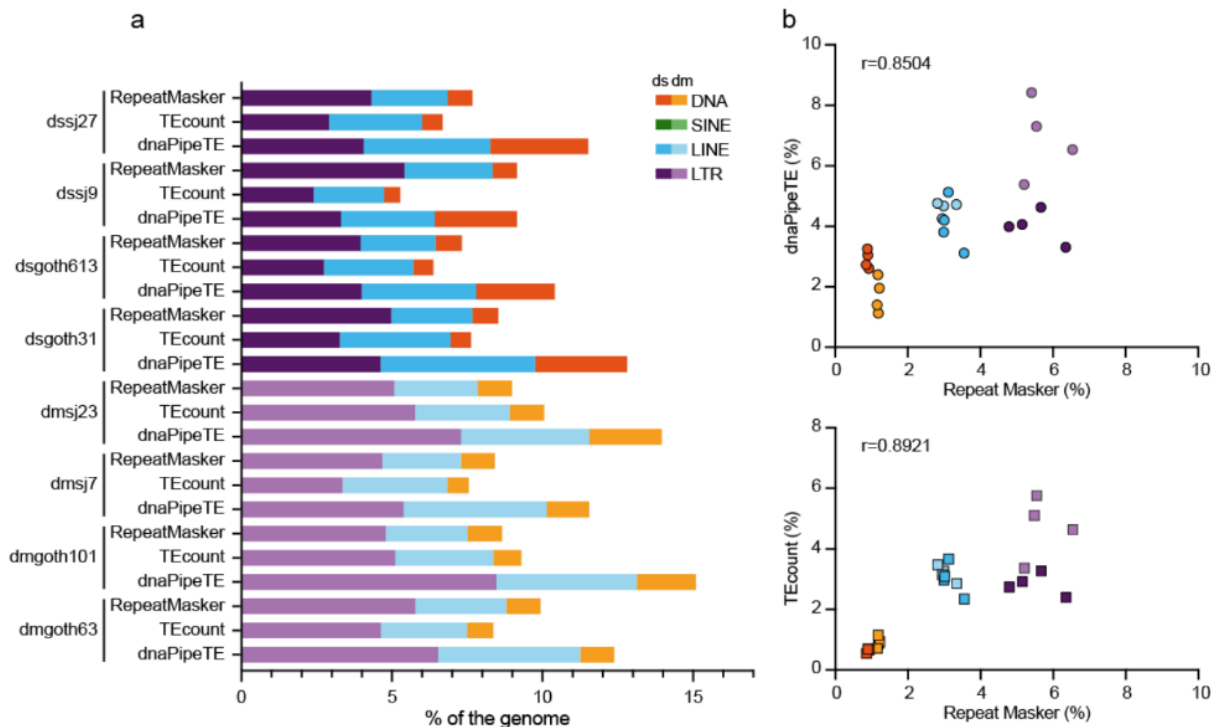 a
ds dm
DNA
SINE
LINE
LTR
dssj27
RepeatMasker
TEcount
dnaPipeTE
dssj9
RepeatMasker
TEcount
dnaPipeTE
dsgoth613
RepeatMasker
TEcount
dnaPipeTE
dsgoth31
RepeatMasker
TEcount
dnaPipeTE
dmsj23
RepeatMasker
TEcount
dnaPipeTE
dmsj7
RepeatMasker
TEcount
dnaPipeTE
dmgoth101
RepeatMasker
TEcount
dnaPipeTE
dmgoth63
RepeatMasker
TEcount
dnaPipeTE
0 5 10 15
% of the genome
b
r=0.8504
dnaPipeTE (%)
10
8
6
4
2
0
0 2 4 6 8 10
Repeat Masker (%)
r=0.8921
TEcount (%)
8
6
4
2
0
0 2 4 6 8 10
Repeat Masker (%)